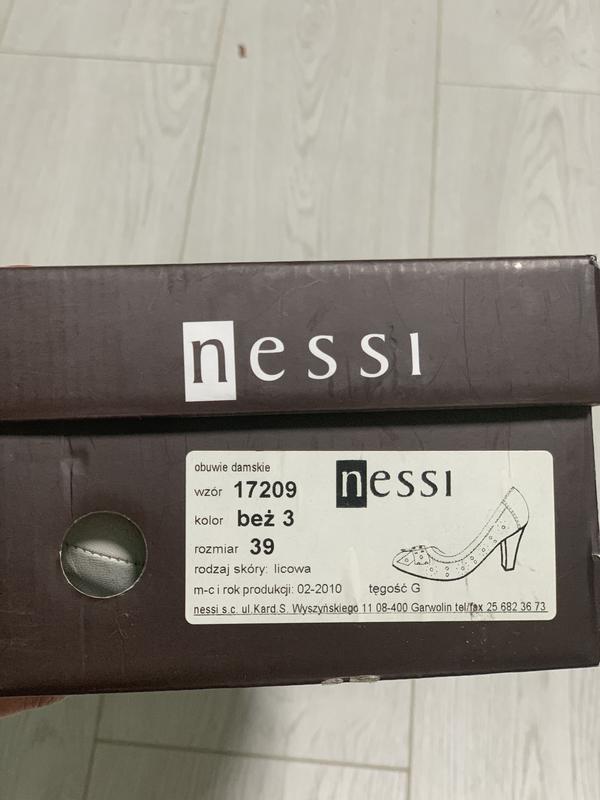 nessi
obuwie damskie
nessi
wzór 17209
kolor beż 3
rozmiar 39
rodzaj skóry: licowa
m-c i rok produkcji: 02-2010 tęgość G
nessi s.c. ul Kard.S. Wyszyńskiego 11 08-400 Garwolin tel/fax 25 682 36 73